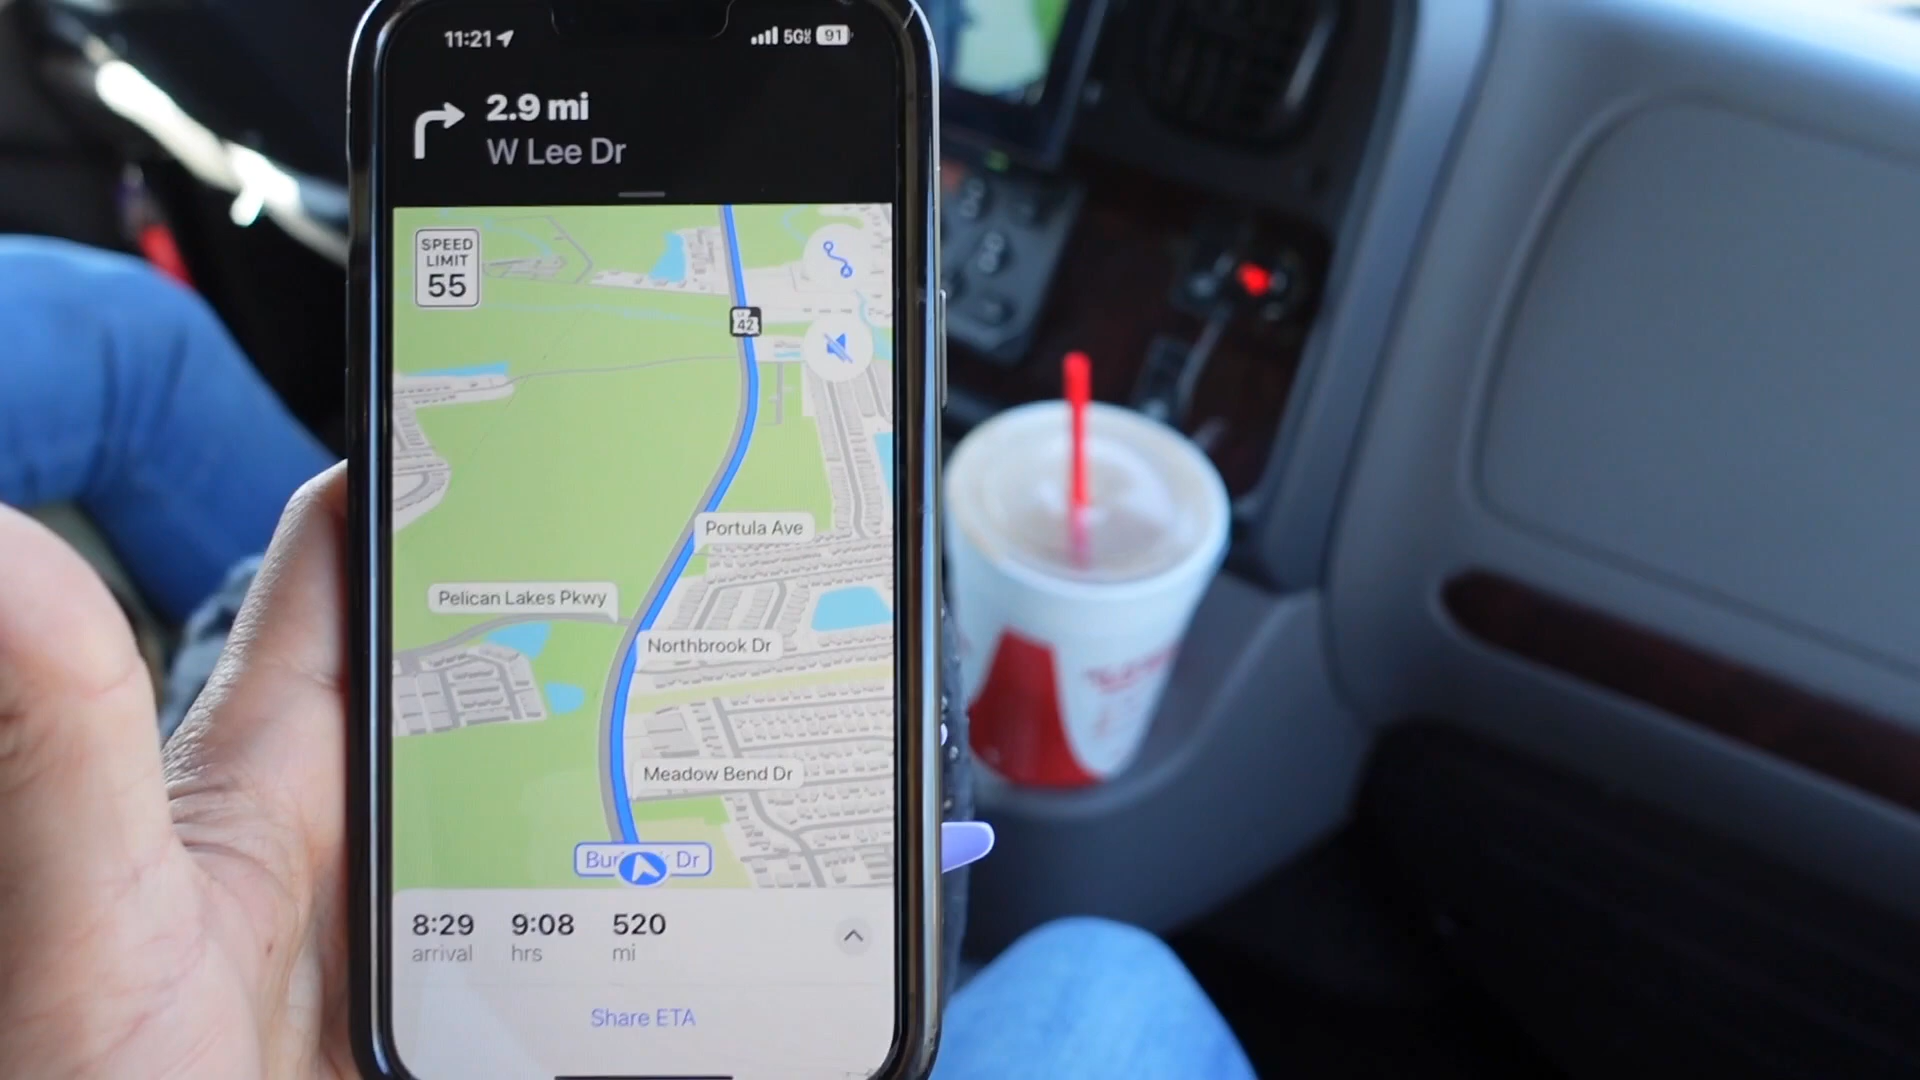 11:21
5G
91
2.9 mi
W Lee Dr
SPEED
LIMIT
55
42
Portula Ave
Pelican Lakes Pkwy
Northbrook Dr
Meadow Bend Dr
Dr
8:29
9:08
520
arrival
hrs
mi
Share ETA